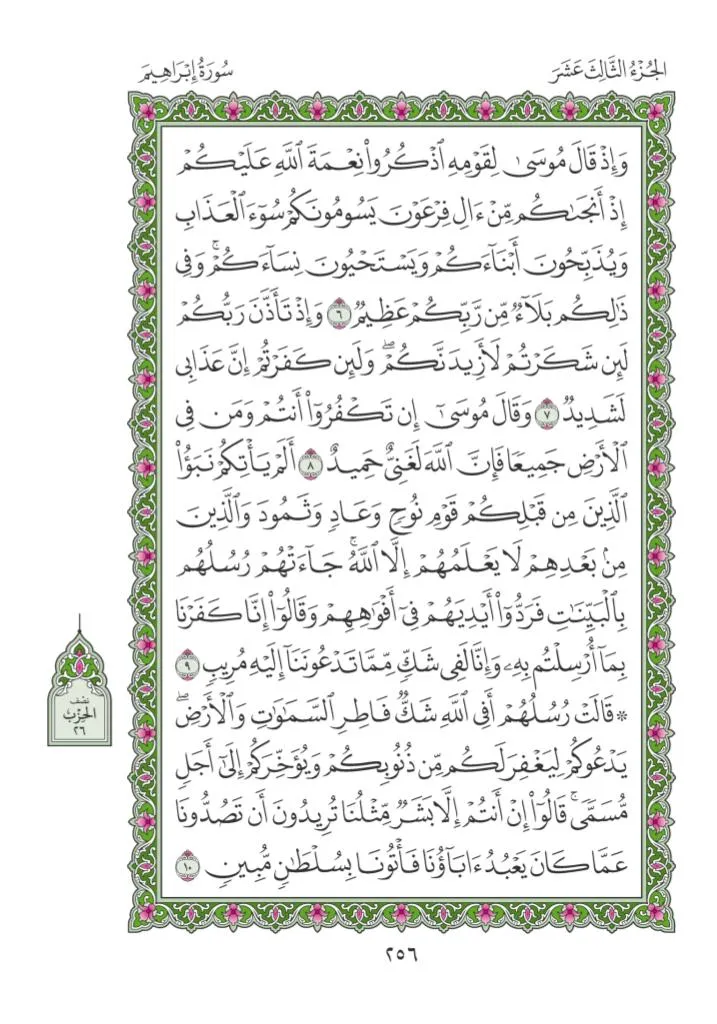 الجُزْءُ الثَّالِثَ عَشَرَ
سُورَةُ إِبْرَاهِيمَ
وَإِذْ قَالَ مُوسَىٰ لِقَوْمِهِ ٱذْكُرُواْ نِعْمَةَ ٱللَّهِ عَلَيْكُمْ
إِذْ أَنجَىٰكُم مِّنْ ءَالِ فِرْعَوْنَ يَسُومُونَكُمْ سُوٓءَ ٱلْعَذَابِ
وَيُذَبِّحُونَ أَبْنَآءَكُمْ وَيَسْتَحْيُونَ نِسَآءَكُمْۚ وَفِى
ذَٰلِكُم بَلَآءٌ مِّن رَّبِّكُمْ عَظِيمٌ ٦ وَإِذْ تَأَذَّنَ رَبُّكُمْ
لَئِن شَكَرْتُمْ لَأَزِيدَنَّكُمْۖ وَلَئِن كَفَرْتُمْ إِنَّ عَذَابِى
لَشَدِيدٌ ٧ وَقَالَ مُوسَىٰٓ إِن تَكْفُرُوٓاْ أَنتُمْ وَمَن فِى
ٱلْأَرْضِ جَمِيعًا فَإِنَّ ٱللَّهَ لَغَنِىٌّ حَمِيدٌ ٨ أَلَمْ يَأْتِكُمْ نَبَؤُاْ
ٱلَّذِينَ مِن قَبْلِكُمْ قَوْمِ نُوحٍ وَعَادٍ وَثَمُودَ وَٱلَّذِينَ
مِنۢ بَعْدِهِمْ لَا يَعْلَمُهُمْ إِلَّا ٱللَّهُۚ جَآءَتْهُمْ رُسُلُهُم
بِٱلْبَيِّنَٰتِ فَرَدُّوٓاْ أَيْدِيَهُمْ فِىٓ أَفْوَٰهِهِمْ وَقَالُوٓاْ إِنَّا كَفَرْنَا
بِمَآ أُرْسِلْتُم بِهِۦ وَإِنَّا لَفِى شَكٍّ مِّمَّا تَدْعُونَنَآ إِلَيْهِ مُرِيبٍ ٩
۞ قَالَتْ رُسُلُهُمْ أَفِى ٱللَّهِ شَكٌّ فَاطِرِ ٱلسَّمَٰوَٰتِ وَٱلْأَرْضِۖ
يَدْعُوكُمْ لِيَغْفِرَ لَكُم مِّن ذُنُوبِكُمْ وَيُؤَخِّرَكُمْ إِلَىٰٓ أَجَلٍ
مُّسَمًّىۚ قَالُوٓاْ إِنْ أَنتُمْ إِلَّا بَشَرٌ مِّثْلُنَا تُرِيدُونَ أَن تَصُدُّونَا
عَمَّا كَانَ يَعْبُدُ ءَابَآؤُنَا فَأْتُونَا بِسُلْطَٰنٍ مُّبِينٍ ١٠
نصف
الحزب
٢٦
٢٥٦